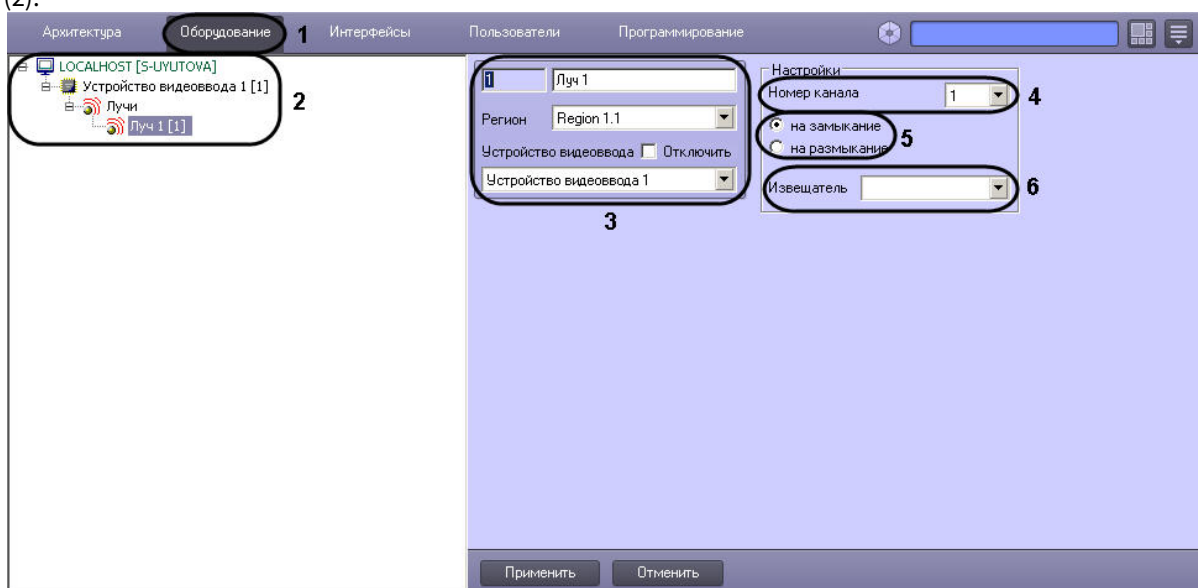 (2):
Архитектура Оборудование 1 Интерфейсы Пользователи Программирование
LOCALHOST [S-UYUTOVA]
Устройство видеоввода 1 [1]
Лучи
Луч 1 [1]
2
1 Луч 1
Регион Region 1.1
Устройство видеоввода Отключить
Устройство видеоввода 1
3
Настройки
Номер канала 1 4
на замыкание
на размыкание
5
Извещатель 6
Применить Отменить